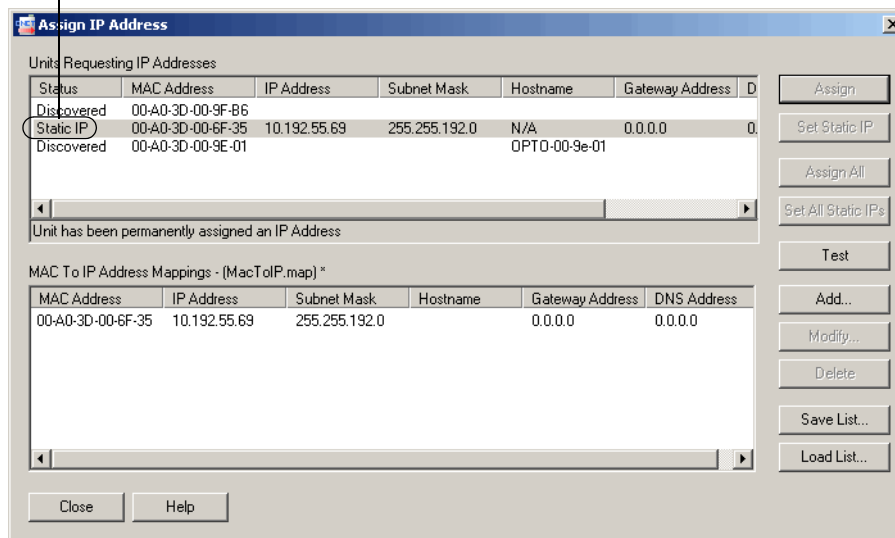 Assign IP Address
Units Requesting IP Addresses
Status MAC Address IP Address Subnet Mask Hostname Gateway Address D
Discovered 00-A0-3D-00-9F-B6
Static IP 00-A0-3D-00-6F-35 10.192.55.69 255.255.192.0 N/A 0.0.0.0 0.
Discovered 00-A0-3D-00-9E-01 OPTO-00-9e-01
Unit has been permanently assigned an IP Address
MAC To IP Address Mappings - (MacToIP.map) *
MAC Address IP Address Subnet Mask Hostname Gateway Address DNS Address
00-A0-3D-00-6F-35 10.192.55.69 255.255.192.0 0.0.0.0 0.0.0.0
Assign
Set Static IP
Assign All
Set All Static IPs
Test
Add...
Modify...
Delete
Save List...
Load List...
Close
Help